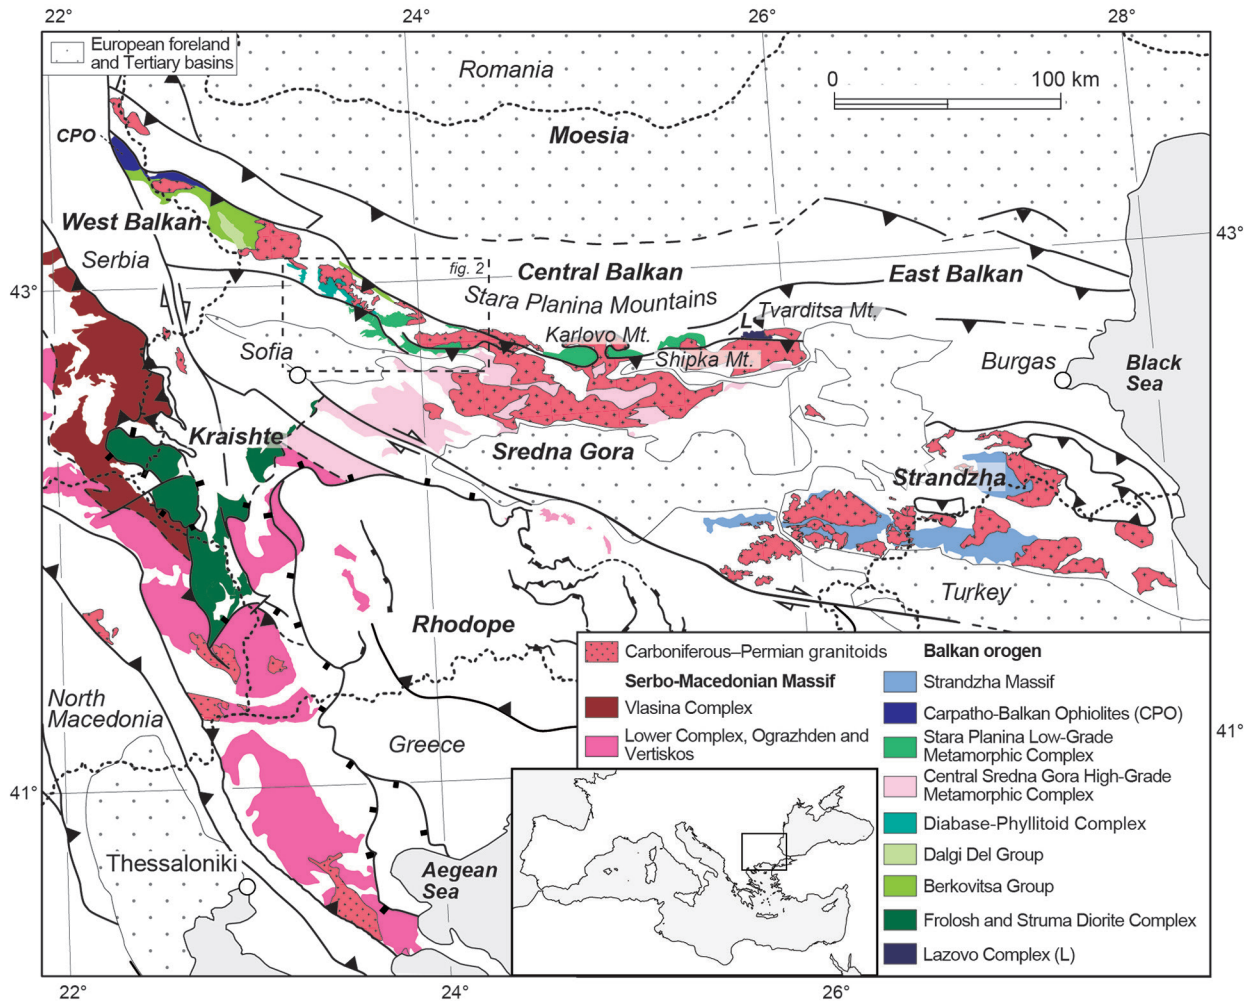 22°
24°
26°
28°
European foreland
and Tertiary basins
Romania
0
100 km
Moesia
CPO
West Balkan
Serbia
43°
43°
fig. 2
Central Balkan
Stara Planina Mountains
East Balkan
L
Tvarditsa Mt.
Karlovo Mt.
Shipka Mt.
Sofia
Burgas
Black
Sea
Kraishte
Sredna Gora
Strandzha
Turkey
Rhodope
North
Macedonia
Greece
Thessaloniki
Aegean
Sea
41°
41°
Carboniferous–Permian granitoids
Serbo-Macedonian Massif
Vlasina Complex
Lower Complex, Ograzhden and
Vertiskos
Balkan orogen
Strandzha Massif
Carpatho-Balkan Ophiolites (CPO)
Stara Planina Low-Grade
Metamorphic Complex
Central Sredna Gora High-Grade
Metamorphic Complex
Diabase-Phyllitoid Complex
Dalgi Del Group
Berkovitsa Group
Frolosh and Struma Diorite Complex
Lazovo Complex (L)
22°
24°
26°